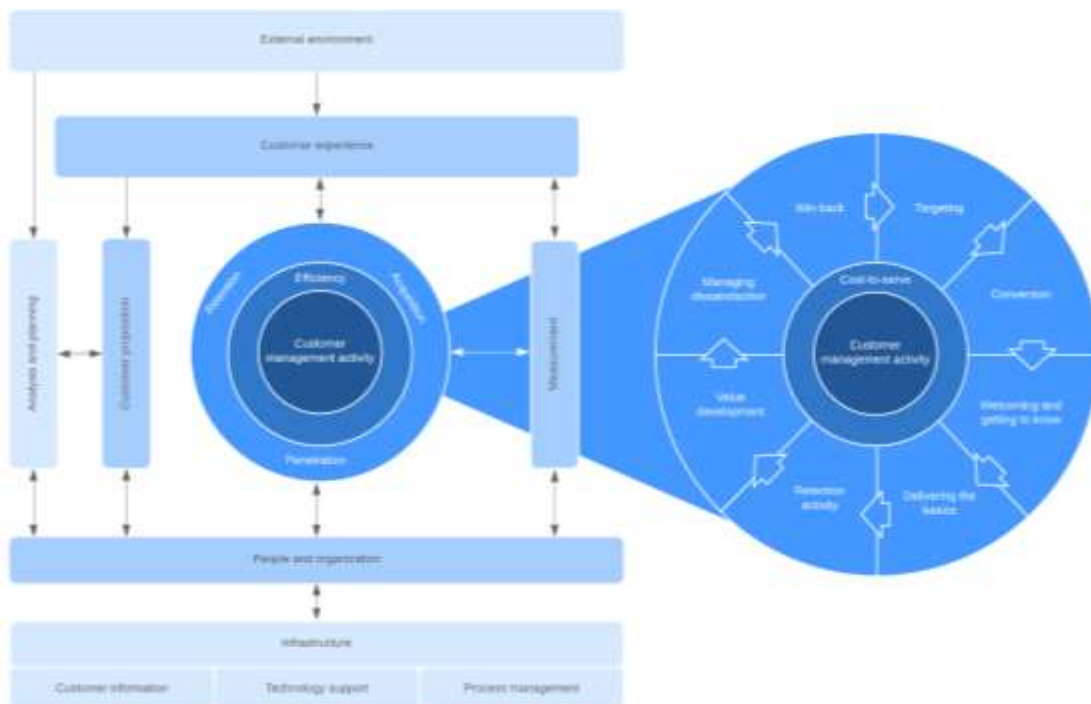 External environment
Customer experience
Analysis and planning
Customer proposition
Retention
Efficiency
Acquisition
Customer
management activity
Penetration
Measurement
People and organization
Infrastructure
Customer information
Technology support
Process management
Win back
Targeting
Managing
dissatisfaction
Cost-to-serve
Convention
Customer
management activity
Value
development
Welcoming and
getting to know
Retention
activity
Delivering the
basics